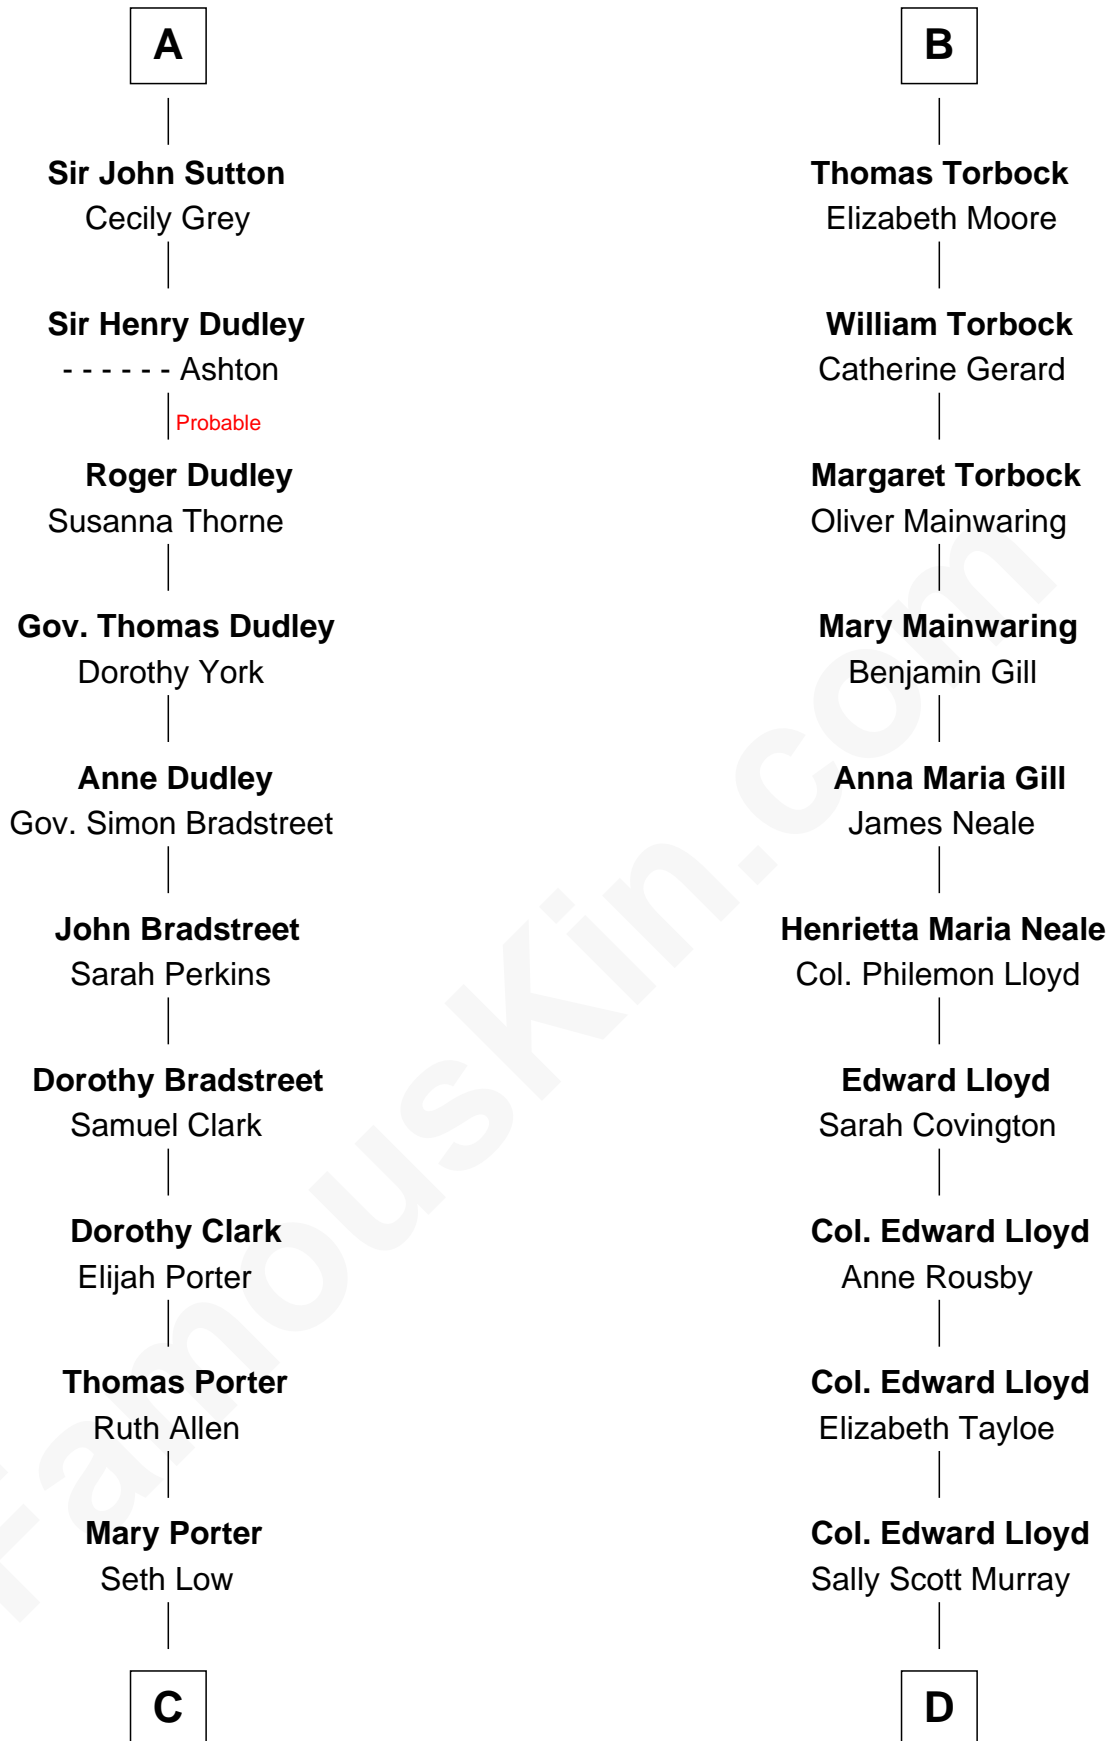 A
Sir John Sutton
Cecily Grey
Sir Henry Dudley
- - - - - - Ashton
Probable
Roger Dudley
Susanna Thorne
Gov. Thomas Dudley
Dorothy York
Anne Dudley
Gov. Simon Bradstreet
John Bradstreet
Sarah Perkins
Dorothy Bradstreet
Samuel Clark
Dorothy Clark
Elijah Porter
Thomas Porter
Ruth Allen
Mary Porter
Seth Low
C
B
Thomas Torbock
Elizabeth Moore
William Torbock
Catherine Gerard
Margaret Torbock
Oliver Mainwaring
Mary Mainwaring
Benjamin Gill
Anna Maria Gill
James Neale
Henrietta Maria Neale
Col. Philemon Lloyd
Edward Lloyd
Sarah Covington
Col. Edward Lloyd
Anne Rousby
Col. Edward Lloyd
Elizabeth Tayloe
Col. Edward Lloyd
Sally Scott Murray
D
FamousKin.com